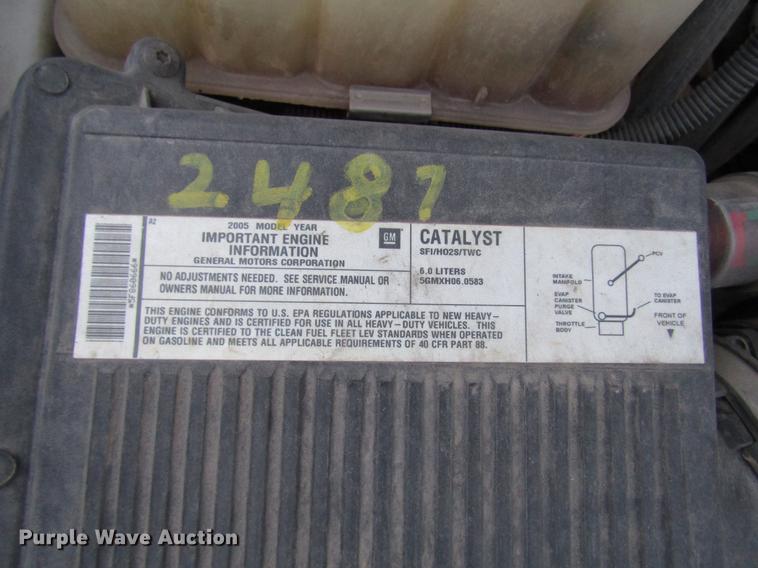 2487
AZ
2005 MODEL YEAR
IMPORTANT ENGINE
INFORMATION
GENERAL MOTORS CORPORATION
GM
NO ADJUSTMENTS NEEDED. SEE SERVICE MANUAL OR
OWNERS MANUAL FOR MORE INFORMATION.
CATALYST
SFI/HO2S/TWC
6.0 LITERS
5GMXH06.0583
THIS ENGINE CONFORMS TO U.S. EPA REGULATIONS APPLICABLE TO NEW HEAVY-
DUTY ENGINES AND IS CERTIFIED FOR USE IN ALL HEAVY-DUTY VEHICLES. THIS
ENGINE IS CERTIFIED TO THE CLEAN FUEL FLEET LEV STANDARDS WHEN OPERATED
ON GASOLINE AND MEETS ALL APPLICABLE REQUIREMENTS OF 40 CFR PART 88.
*5F860666*
PCV
INTAKE
MANIFOLD
EVAP
CANISTER
PURGE
VALVE
THROTTLE
BODY
TO EVAP
CANISTER
FRONT OF
VEHICLE
Purple Wave Auction